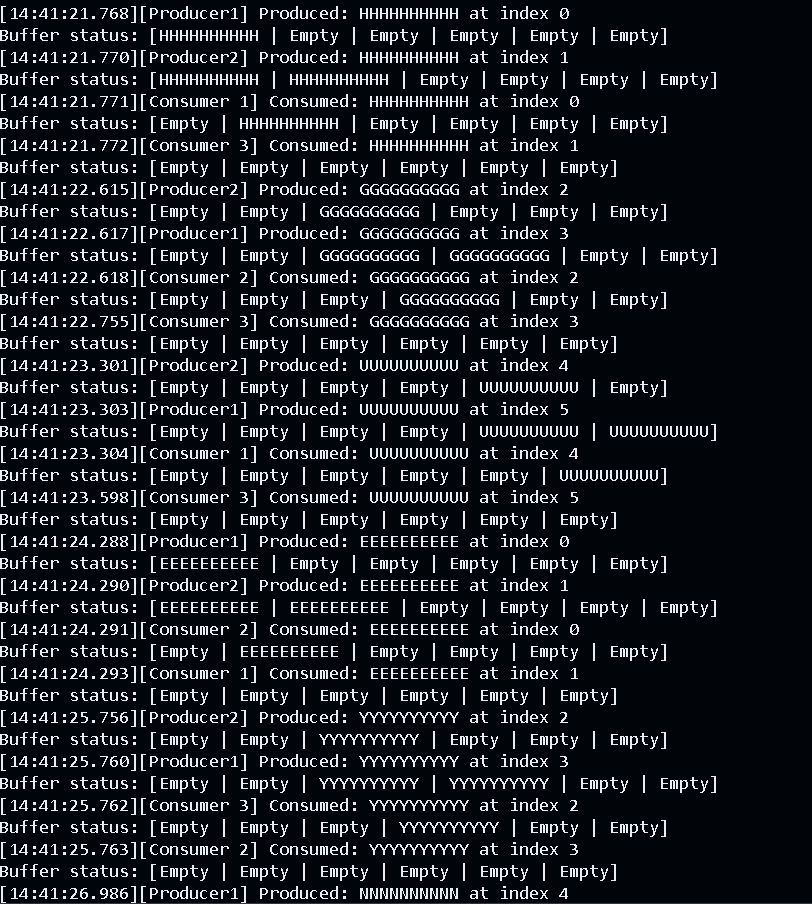 [14:41:21.768][Producer1] Produced: HHHHHHHHHH at index 0
Buffer status: [HHHHHHHHHH | Empty | Empty | Empty | Empty | Empty]
[14:41:21.770][Producer2] Produced: HHHHHHHHHH at index 1
Buffer status: [HHHHHHHHHH | HHHHHHHHHH | Empty | Empty | Empty | Empty]
[14:41:21.771][Consumer 1] Consumed: HHHHHHHHHH at index 0
Buffer status: [Empty | HHHHHHHHHH | Empty | Empty | Empty | Empty]
[14:41:21.772][Consumer 3] Consumed: HHHHHHHHHH at index 1
Buffer status: [Empty | Empty | Empty | Empty | Empty | Empty]
[14:41:22.615][Producer2] Produced: GGGGGGGGGG at index 2
Buffer status: [Empty | Empty | GGGGGGGGGG | Empty | Empty | Empty]
[14:41:22.617][Producer1] Produced: GGGGGGGGGG at index 3
Buffer status: [Empty | Empty | GGGGGGGGGG | GGGGGGGGGG | Empty | Empty]
[14:41:22.618][Consumer 2] Consumed: GGGGGGGGGG at index 2
Buffer status: [Empty | Empty | Empty | GGGGGGGGGG | Empty | Empty]
[14:41:22.755][Consumer 3] Consumed: GGGGGGGGGG at index 3
Buffer status: [Empty | Empty | Empty | Empty | Empty | Empty]
[14:41:23.301][Producer2] Produced: UUUUUUUUUU at index 4
Buffer status: [Empty | Empty | Empty | Empty | UUUUUUUUUU | Empty]
[14:41:23.303][Producer1] Produced: UUUUUUUUUU at index 5
Buffer status: [Empty | Empty | Empty | Empty | UUUUUUUUUU | UUUUUUUUUU]
[14:41:23.304][Consumer 1] Consumed: UUUUUUUUUU at index 4
Buffer status: [Empty | Empty | Empty | Empty | Empty | UUUUUUUUUU]
[14:41:23.598][Consumer 3] Consumed: UUUUUUUUUU at index 5
Buffer status: [Empty | Empty | Empty | Empty | Empty | Empty]
[14:41:24.288][Producer1] Produced: EEEEEEEEEE at index 0
Buffer status: [EEEEEEEEEE | Empty | Empty | Empty | Empty | Empty]
[14:41:24.290][Producer2] Produced: EEEEEEEEEE at index 1
Buffer status: [EEEEEEEEEE | EEEEEEEEEE | Empty | Empty | Empty | Empty]
[14:41:24.291][Consumer 2] Consumed: EEEEEEEEEE at index 0
Buffer status: [Empty | EEEEEEEEEE | Empty | Empty | Empty | Empty]
[14:41:24.293][Consumer 1] Consumed: EEEEEEEEEE at index 1
Buffer status: [Empty | Empty | Empty | Empty | Empty | Empty]
[14:41:25.756][Producer2] Produced: YYYYYYYYYY at index 2
Buffer status: [Empty | Empty | YYYYYYYYYY | Empty | Empty | Empty]
[14:41:25.760][Producer1] Produced: YYYYYYYYYY at index 3
Buffer status: [Empty | Empty | YYYYYYYYYY | YYYYYYYYYY | Empty | Empty]
[14:41:25.762][Consumer 3] Consumed: YYYYYYYYYY at index 2
Buffer status: [Empty | Empty | Empty | YYYYYYYYYY | Empty | Empty]
[14:41:25.763][Consumer 2] Consumed: YYYYYYYYYY at index 3
Buffer status: [Empty | Empty | Empty | Empty | Empty | Empty]
[14:41:26.986][Producer1] Produced: NNNNNNNNNN at index 4